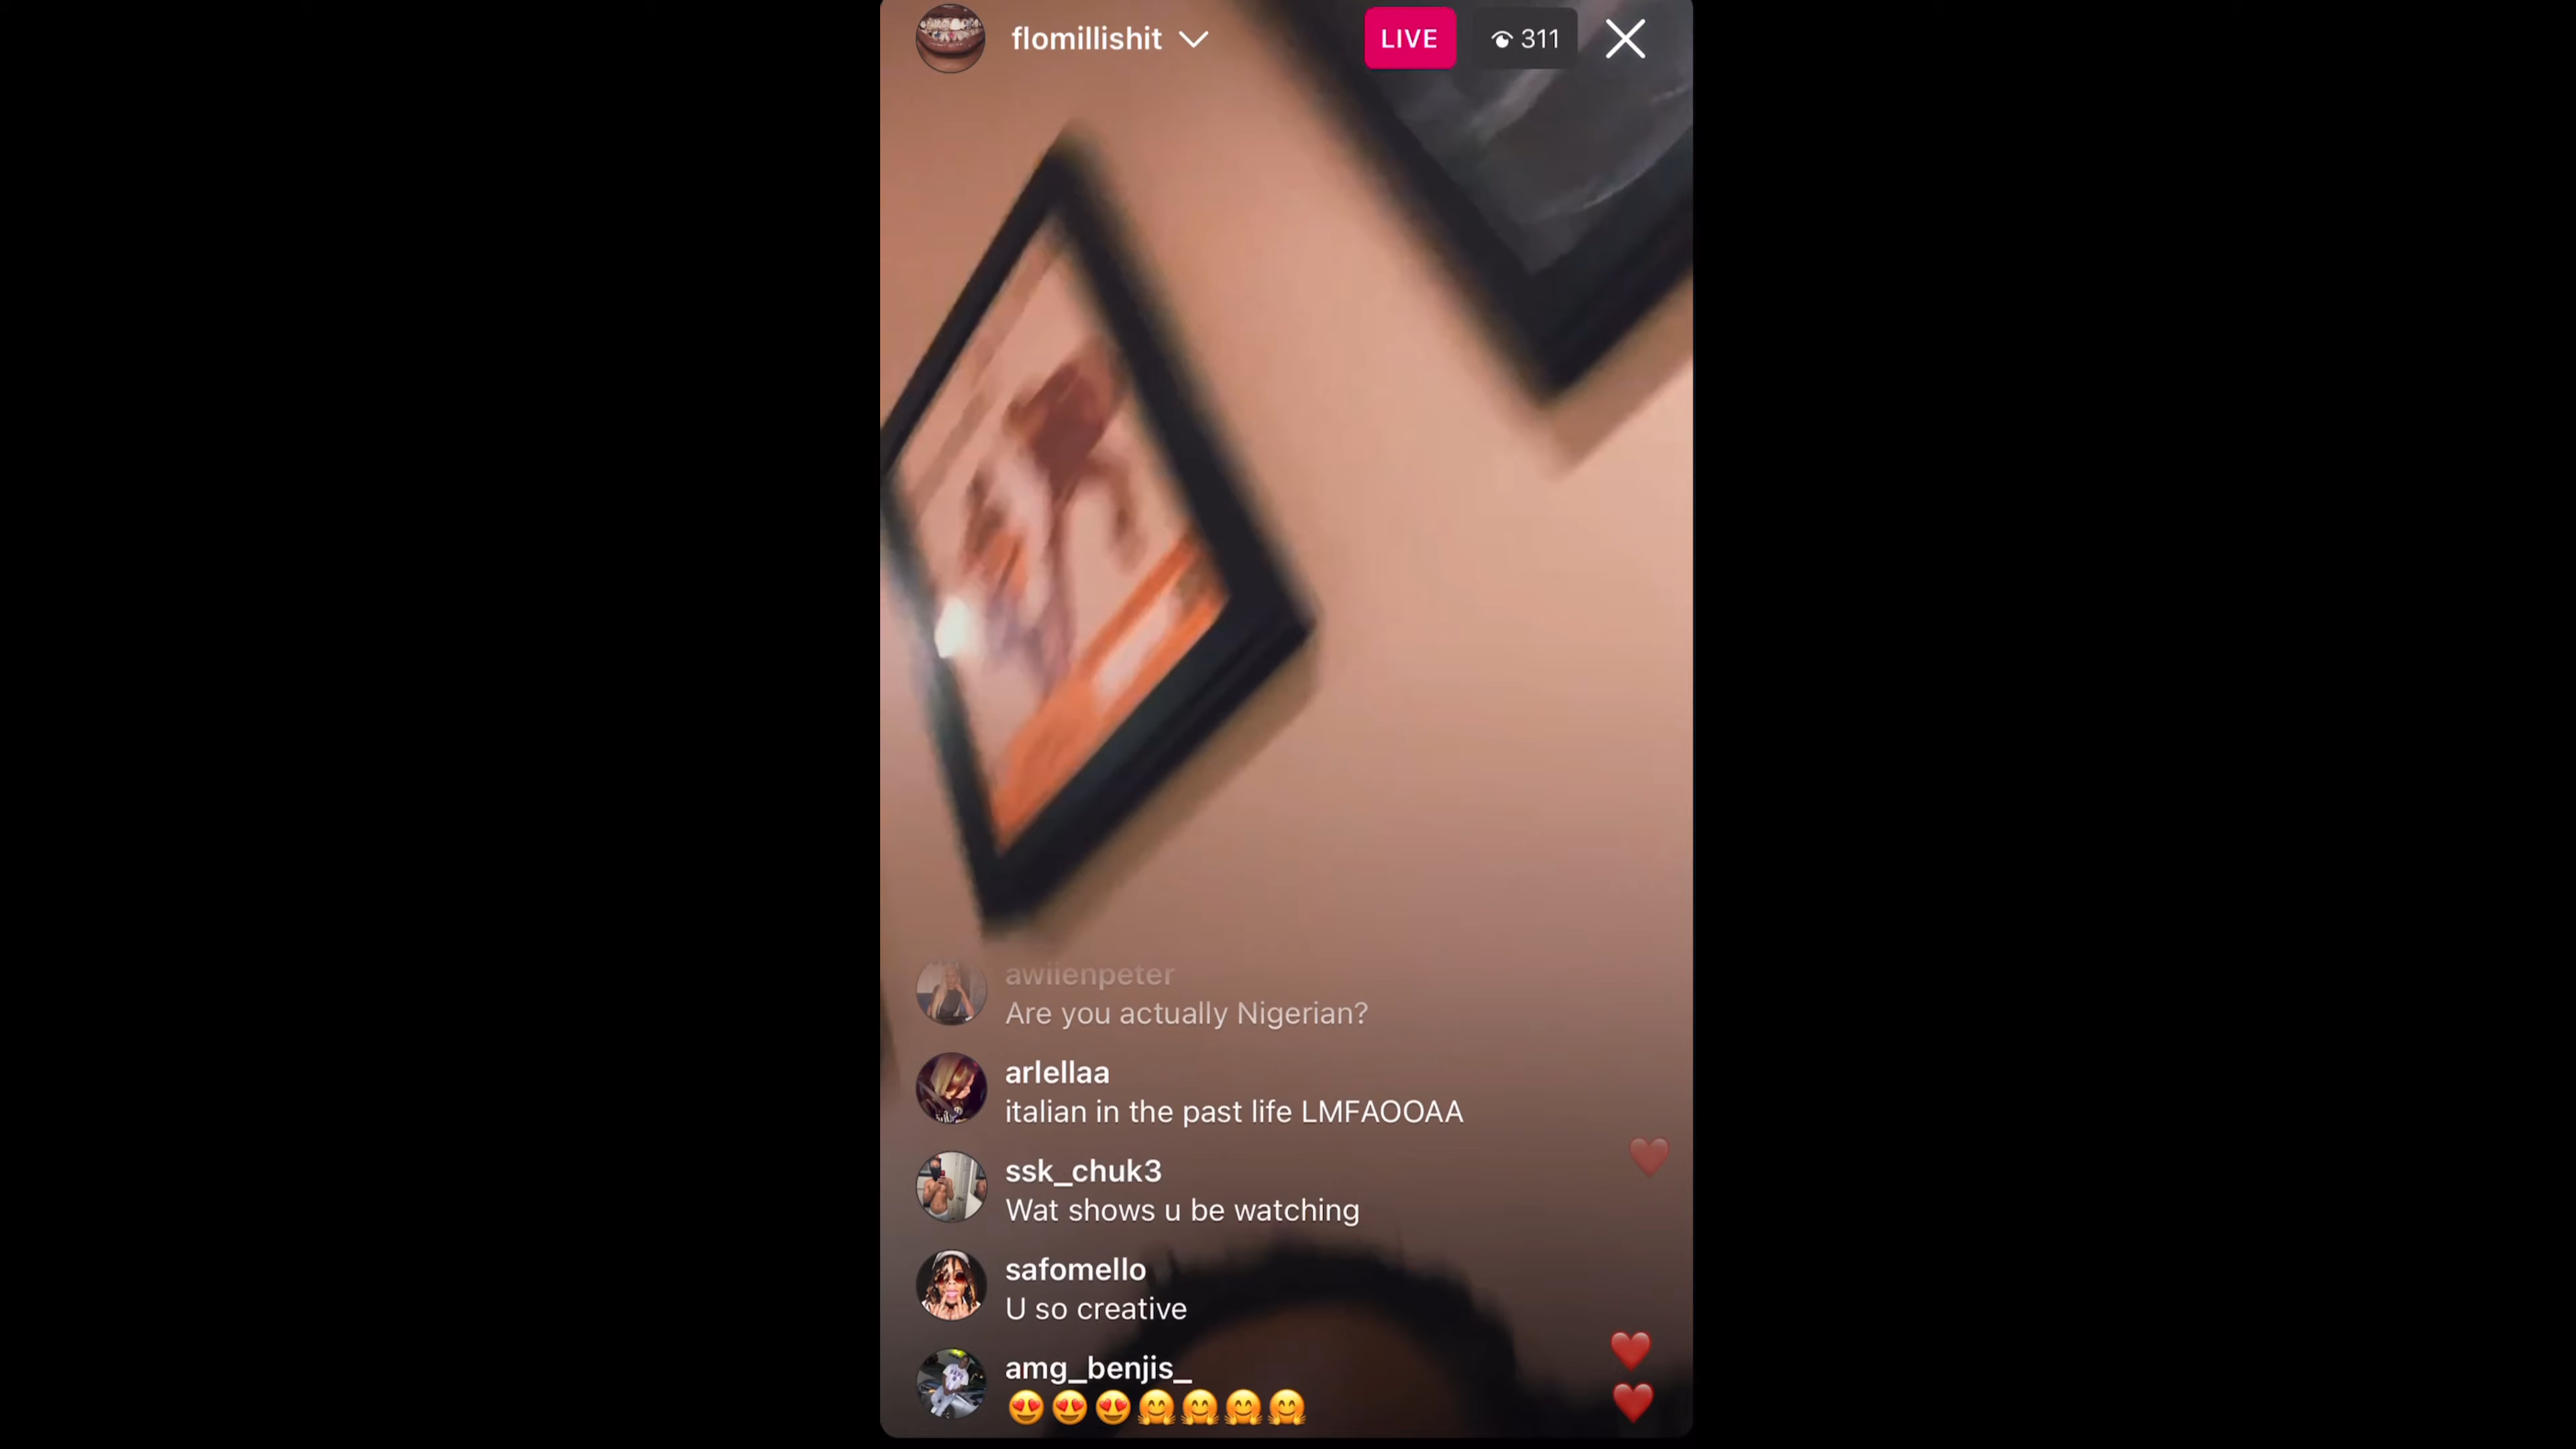 flomillishit
LIVE
311
awiienpeter
Are you actually Nigerian?
arlellaa
italian in the past life LMFAOOAA
ssk_chuk3
Wat shows u be watching
safomello
U so creative
amg_benjis_
😍😍😍🤗🤗🤗🤗